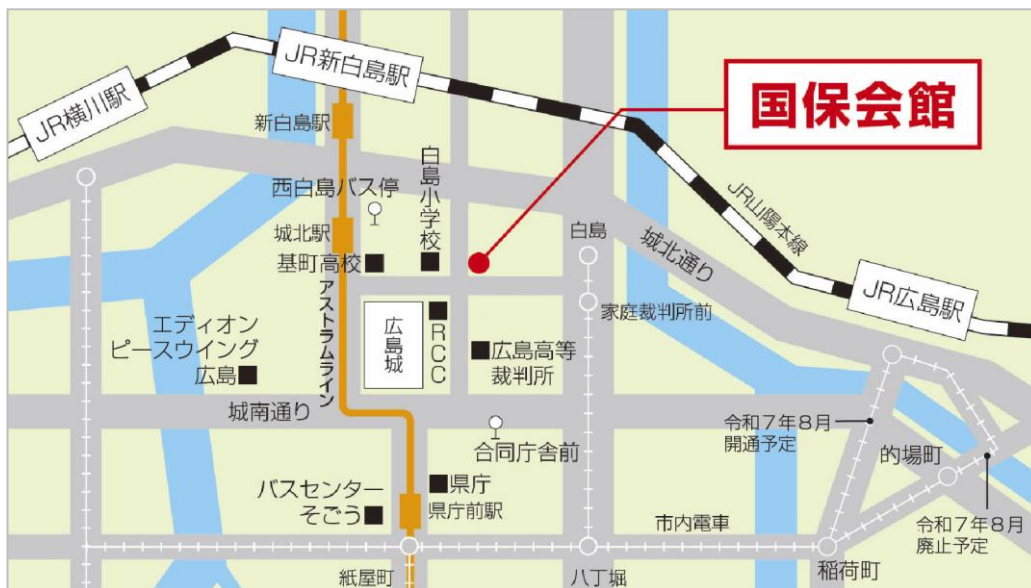 JR新白島駅
JR横川駅
国保会館
新白島駅
白島小学校
西白島バス停
JR山陽本線
城北駅
白島
城北通り
基町高校
アストラムライン
JR広島駅
家庭裁判所前
エディオン
ピースウイング
広島
広島城
RCC
広島高等
裁判所
城南通り
令和7年8月
開通予定
合同庁舎前
的場町
県庁
バスセンター
そごう
県庁前駅
市内電車
令和7年8月
廃止予定
紙屋町
八丁堀
稲荷町